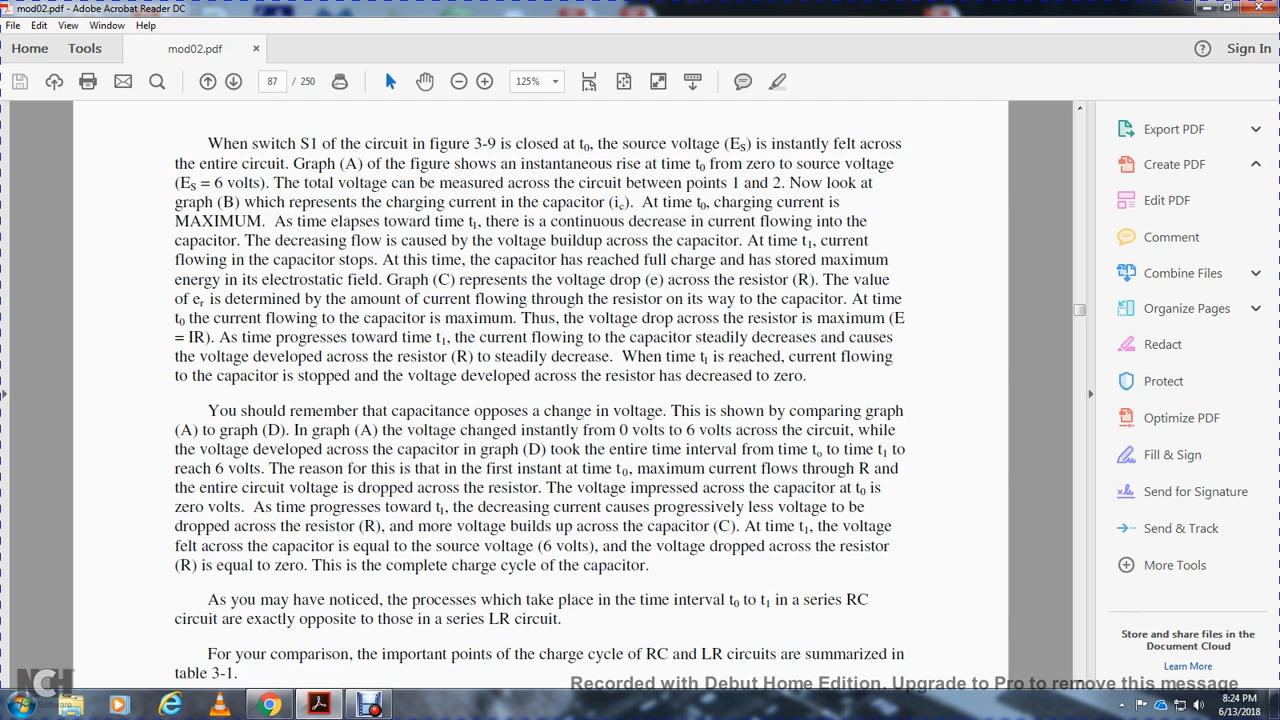 mod02.pdf - Adobe Acrobat Reader DC
File Edit View Window Help
Home Tools mod02.pdf × Sign In
87 / 250 125%
When switch S1 of the circuit in figure 3-9 is closed at t0, the source voltage (ES) is instantly felt across
the entire circuit. Graph (A) of the figure shows an instantaneous rise at time t0 from zero to source voltage
(ES = 6 volts). The total voltage can be measured across the circuit between points 1 and 2. Now look at
graph (B) which represents the charging current in the capacitor (ic). At time t0, charging current is
MAXIMUM. As time elapses toward time t1, there is a continuous decrease in current flowing into the
capacitor. The decreasing flow is caused by the voltage buildup across the capacitor. At time t1, current
flowing in the capacitor stops. At this time, the capacitor has reached full charge and has stored maximum
energy in its electrostatic field. Graph (C) represents the voltage drop (e) across the resistor (R). The value
of er is determined by the amount of current flowing through the resistor on its way to the capacitor. At time
t0 the current flowing to the capacitor is maximum. Thus, the voltage drop across the resistor is maximum (E
= IR). As time progresses toward time t1, the current flowing to the capacitor steadily decreases and causes
the voltage developed across the resistor (R) to steadily decrease. When time t1 is reached, current flowing
to the capacitor is stopped and the voltage developed across the resistor has decreased to zero.
You should remember that capacitance opposes a change in voltage. This is shown by comparing graph
(A) to graph (D). In graph (A) the voltage changed instantly from 0 volts to 6 volts across the circuit, while
the voltage developed across the capacitor in graph (D) took the entire time interval from time to to time t1 to
reach 6 volts. The reason for this is that in the first instant at time t0, maximum current flows through R and
the entire circuit voltage is dropped across the resistor. The voltage impressed across the capacitor at t0 is
zero volts. As time progresses toward t1, the decreasing current causes progressively less voltage to be
dropped across the resistor (R), and more voltage builds up across the capacitor (C). At time t1, the voltage
felt across the capacitor is equal to the source voltage (6 volts), and the voltage dropped across the resistor
(R) is equal to zero. This is the complete charge cycle of the capacitor.
As you may have noticed, the processes which take place in the time interval t0 to t1 in a series RC
circuit are exactly opposite to those in a series LR circuit.
For your comparison, the important points of the charge cycle of RC and LR circuits are summarized in
table 3-1.
Export PDF
Create PDF
Edit PDF
Comment
Combine Files
Organize Pages
Redact
Protect
Optimize PDF
Fill & Sign
Send for Signature
Send & Track
More Tools
Store and share files in the
Document Cloud
Learn More
NCH Software
Recorded with Debut Home Edition. Upgrade to Pro to remove this message
8:24 PM
6/13/2018